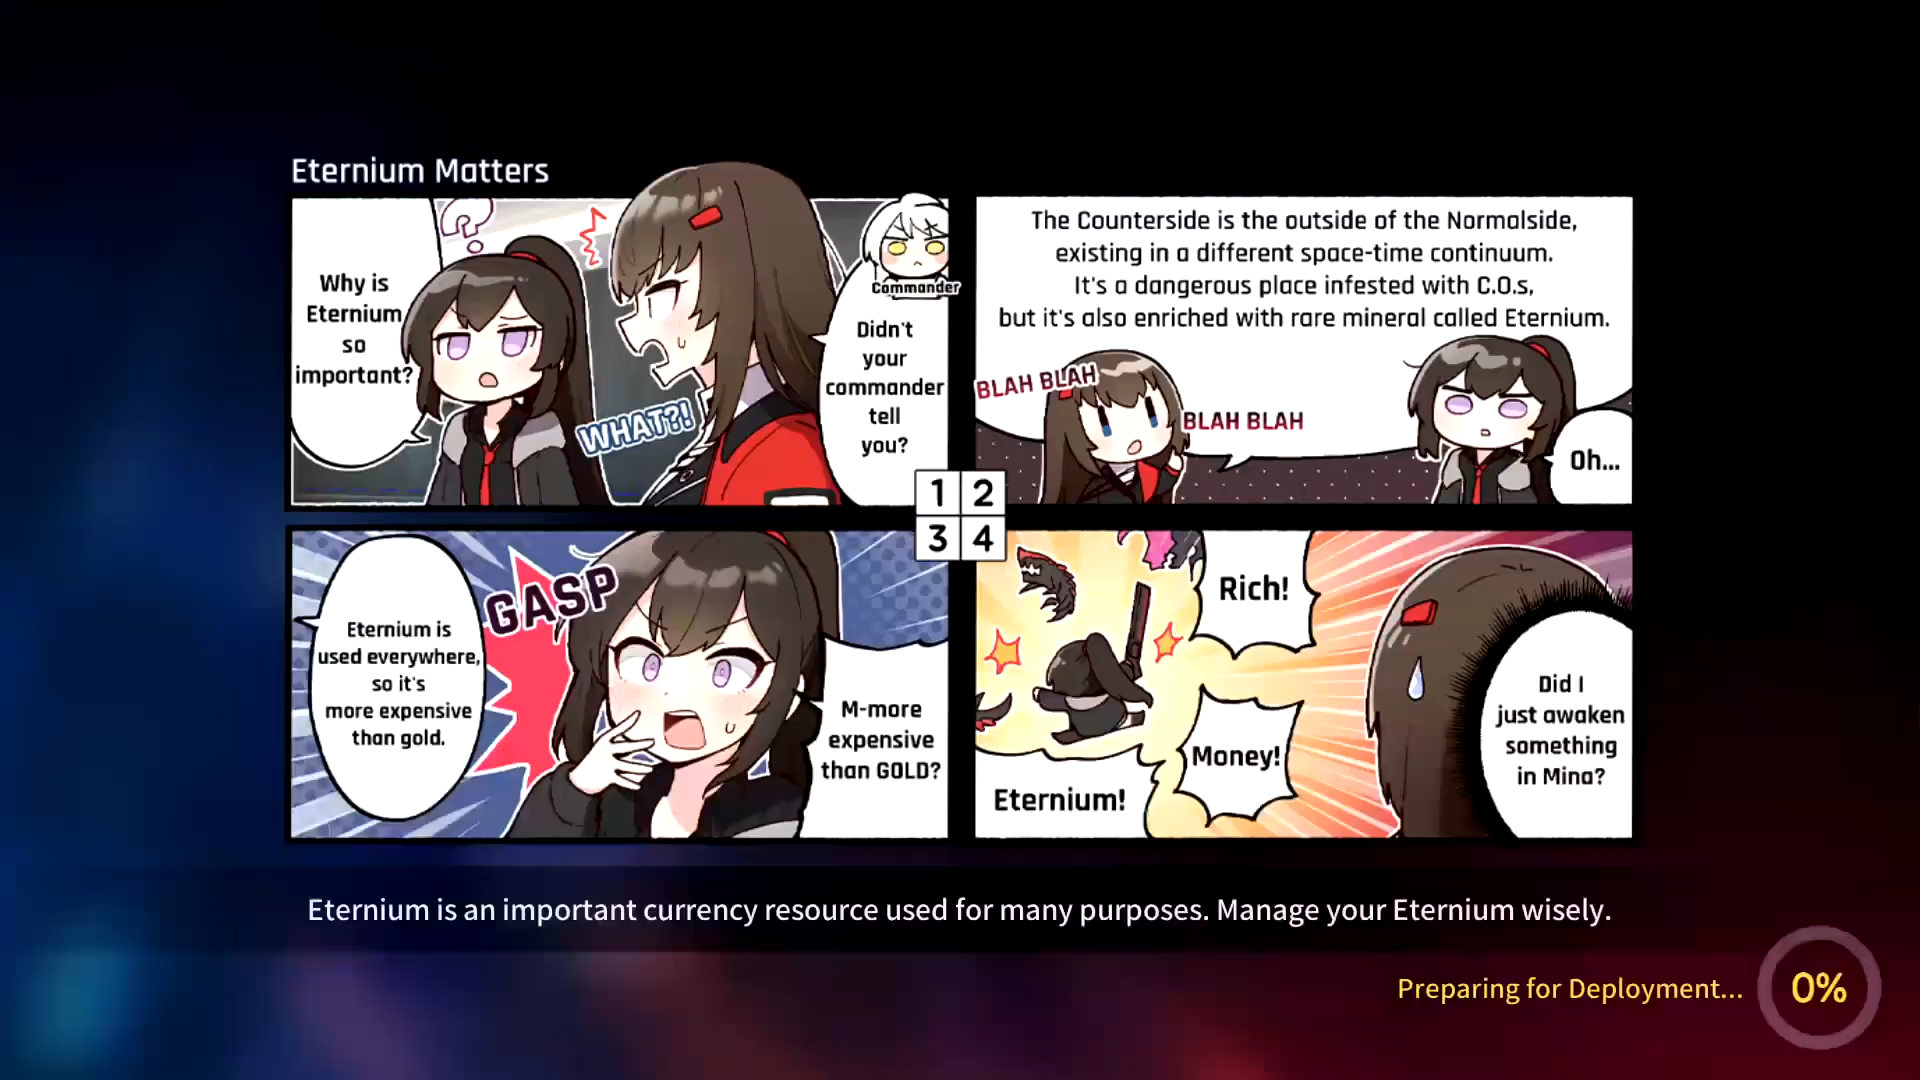 Eternium Matters
Why is
Eternium
so
important?
?
WHAT?!
Commander
Didn't
your
commander
tell
you?
The Counterside is the outside of the Normalside,
existing in a different space-time continuum.
It's a dangerous place infested with C.O.s,
but it's also enriched with rare mineral called Eternium.
BLAH BLAH
BLAH BLAH
Oh...
1 2
3 4
Eternium is
used everywhere,
so it's
more expensive
than gold.
GASP
M-more
expensive
than GOLD?
Rich!
Money!
Eternium!
Did I
just awaken
something
in Mina?
Eternium is an important currency resource used for many purposes. Manage your Eternium wisely.
Preparing for Deployment...
0%